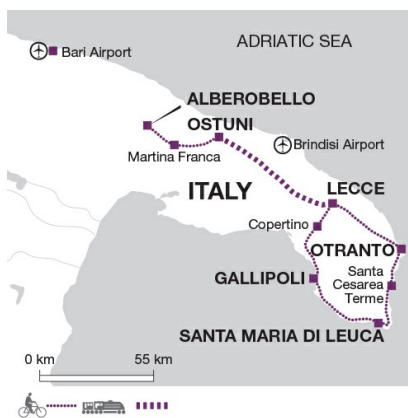 ADRIATIC SEA
Bari Airport
ALBEROBELLO
OSTUNI
Martina Franca
Brindisi Airport
ITALY
LECCE
Copertino
OTRANTO
GALLIPOLI
Santa
Cesarea
Terme
SANTA MARIA DI LEUCA
0 km 55 km